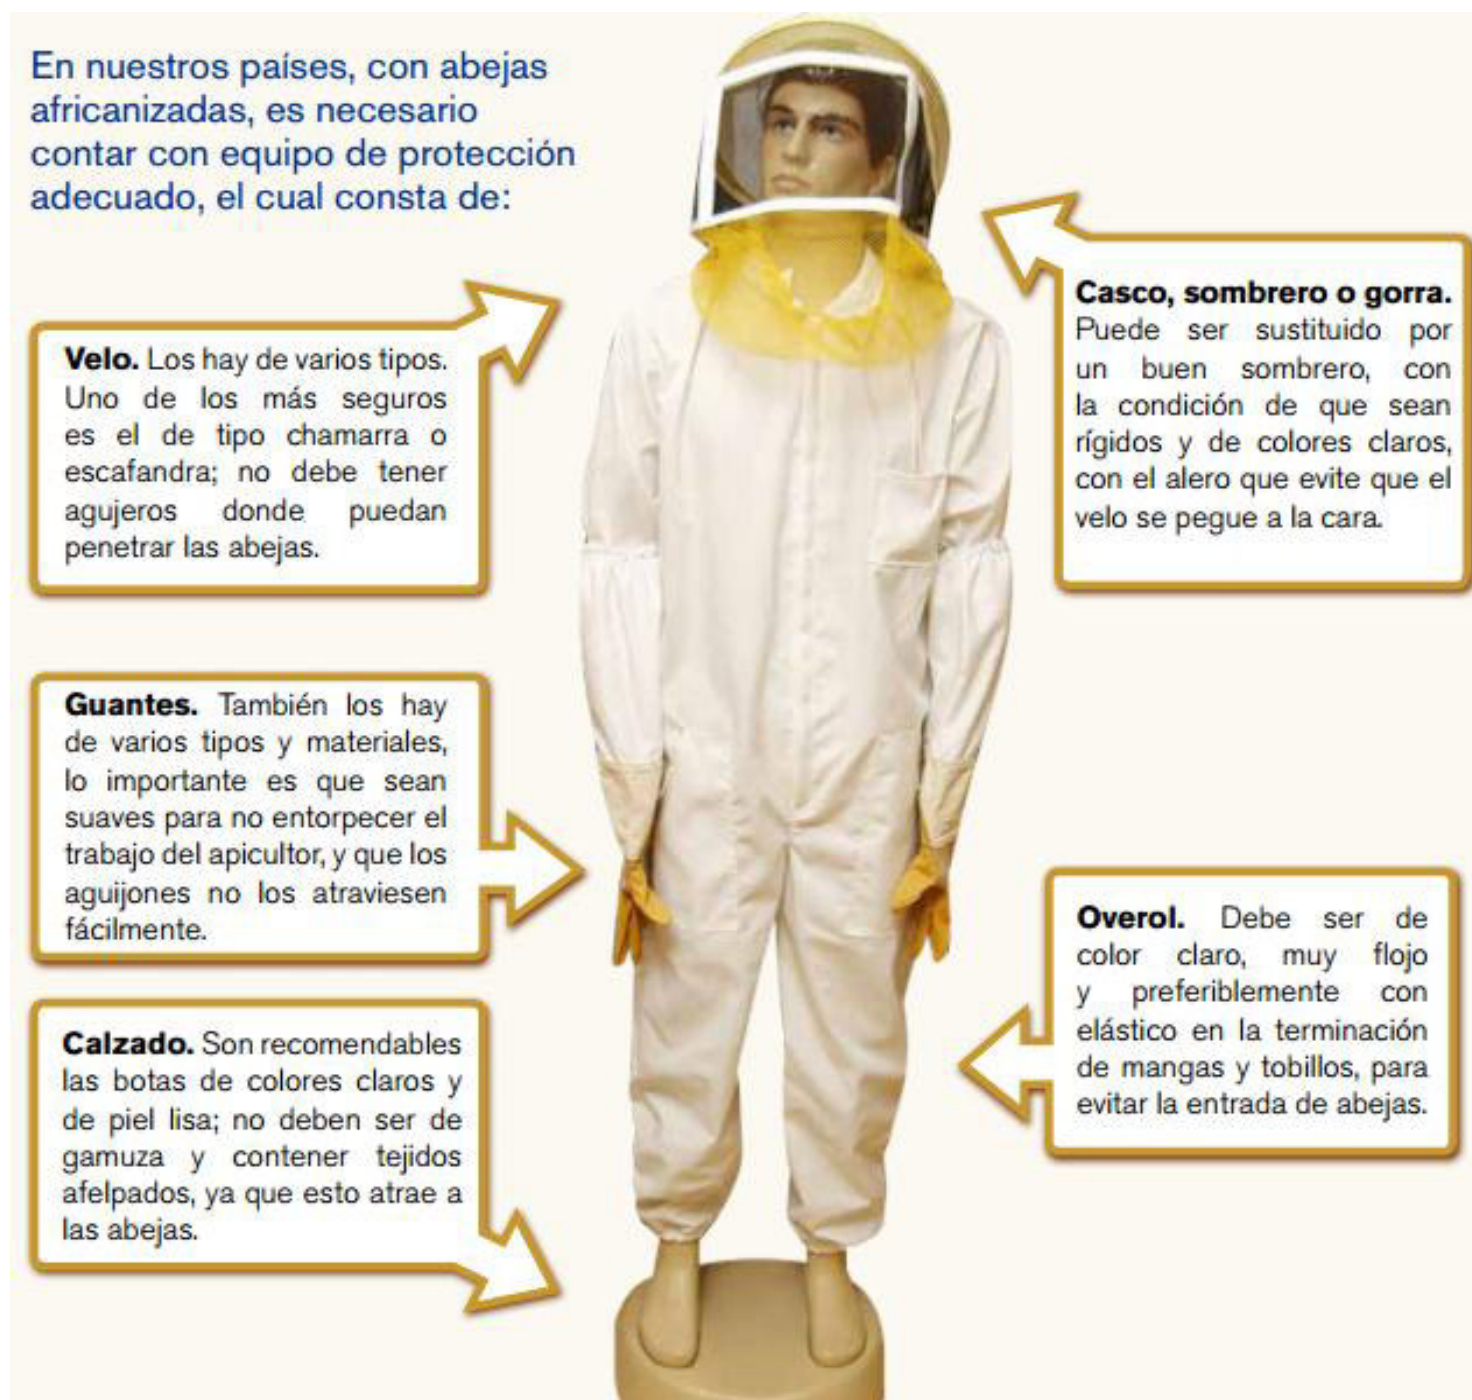 En nuestros países, con abejas
africanizadas, es necesario
contar con equipo de protección
adecuado, el cual consta de:
Velo. Los hay de varios tipos.
Uno de los más seguros
es el de tipo chamarra o
escafandra; no debe tener
agujeros donde puedan
penetrar las abejas.
Casco, sombrero o gorra.
Puede ser sustituido por
un buen sombrero, con
la condición de que sean
rígidos y de colores claros,
con el alero que evite que el
velo se pegue a la cara.
Guantes. También los hay
de varios tipos y materiales,
lo importante es que sean
suaves para no entorpecer el
trabajo del apicultor, y que los
aguijones no los atraviesen
fácilmente.
Overol. Debe ser de
color claro, muy flojo
y preferiblemente con
elástico en la terminación
de mangas y tobillos, para
evitar la entrada de abejas.
Calzado. Son recomendables
las botas de colores claros y
de piel lisa; no deben ser de
gamuza y contener tejidos
afelpados, ya que esto atrae a
las abejas.